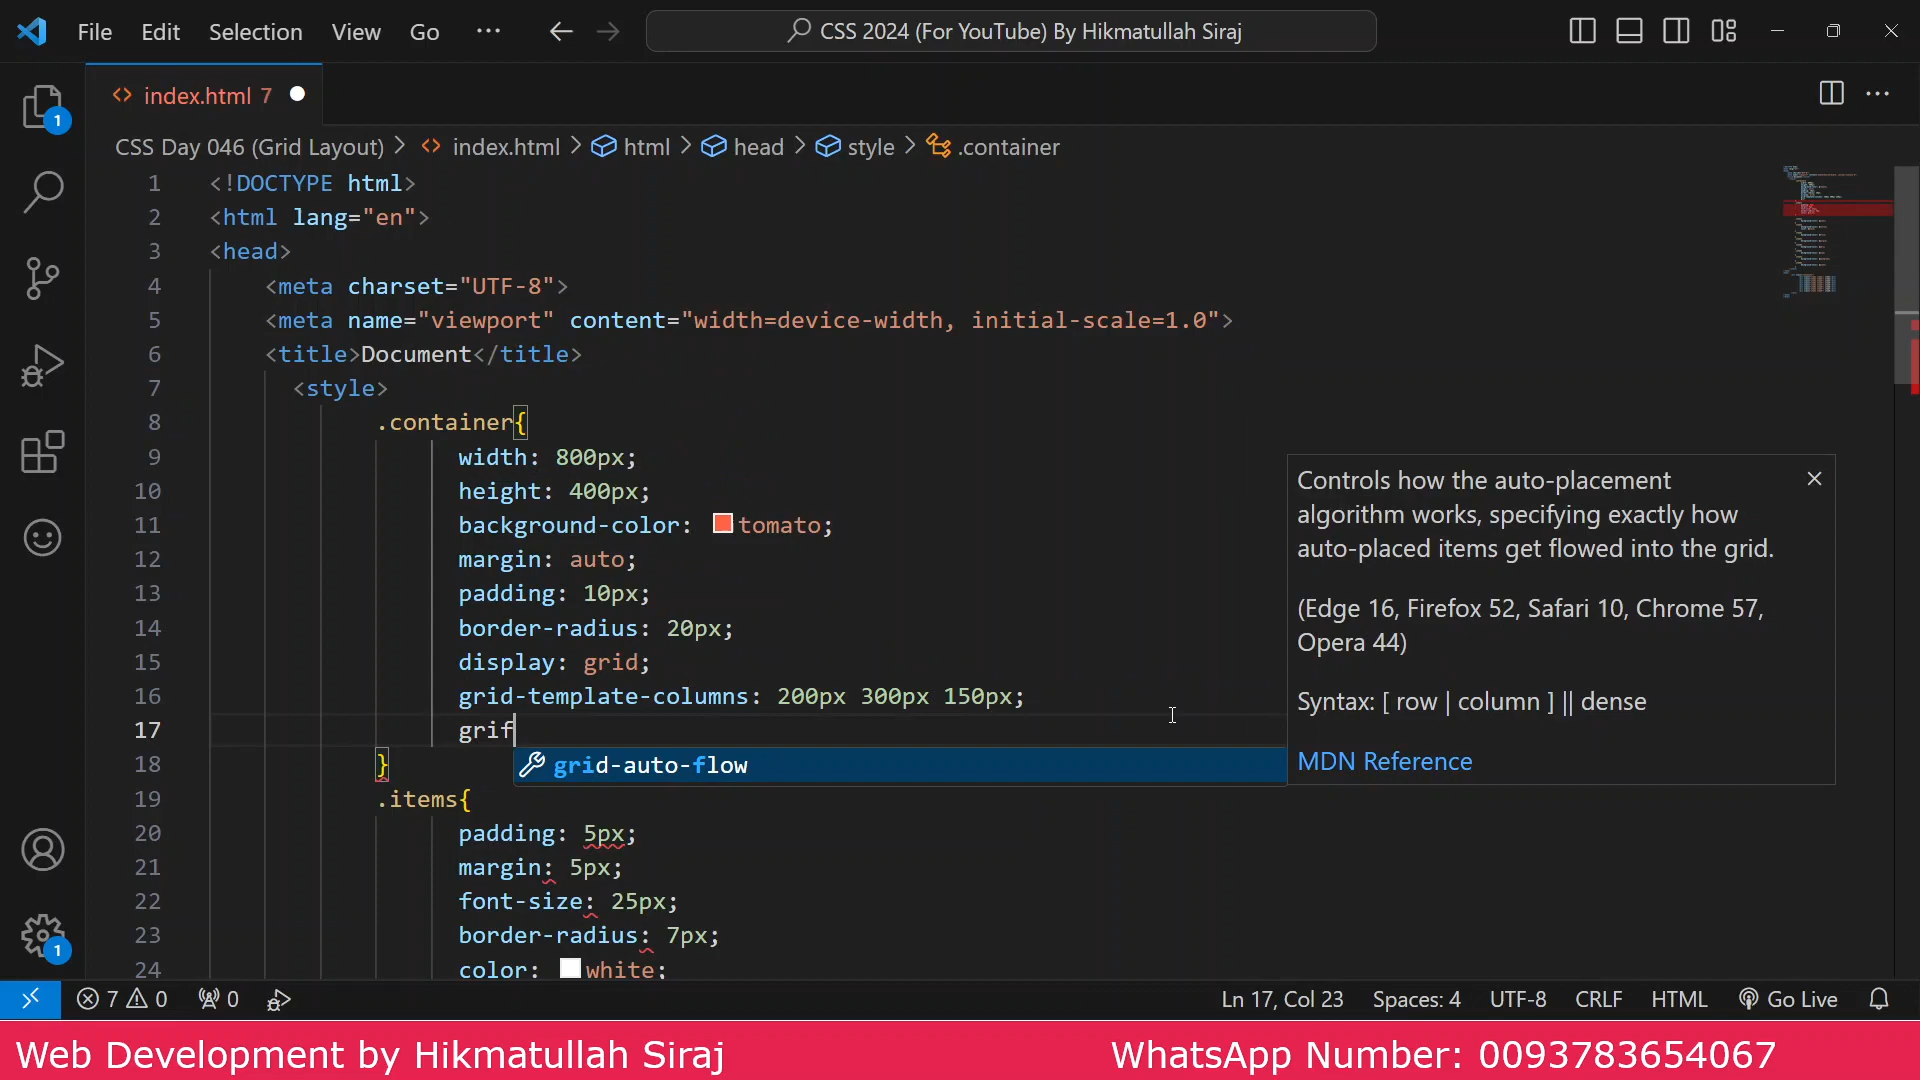 File Edit Selection View Go ··· CSS 2024 (For YouTube) By Hikmatullah Siraj
index.html 7
CSS Day 046 (Grid Layout) > index.html > html > head > style > .container
1 <!DOCTYPE html>
2 <html lang="en">
3 <head>
4 <meta charset="UTF-8">
5 <meta name="viewport" content="width=device-width, initial-scale=1.0">
6 <title>Document</title>
7 <style>
8 .container{
9 width: 800px;
10 height: 400px;
11 background-color: tomato;
12 margin: auto;
13 padding: 10px;
14 border-radius: 20px;
15 display: grid;
16 grid-template-columns: 200px 300px 150px;
17 grif
grid-auto-flow
18 }
19 .items{
20 padding: 5px;
21 margin: 5px;
22 font-size: 25px;
23 border-radius: 7px;
24 color: white;
Controls how the auto-placement
algorithm works, specifying exactly how
auto-placed items get flowed into the grid.
(Edge 16, Firefox 52, Safari 10, Chrome 57,
Opera 44)
Syntax: [ row | column ] || dense
MDN Reference
1
1
7 0 0 Ln 17, Col 23 Spaces: 4 UTF-8 CRLF HTML Go Live
Web Development by Hikmatullah Siraj WhatsApp Number: 0093783654067